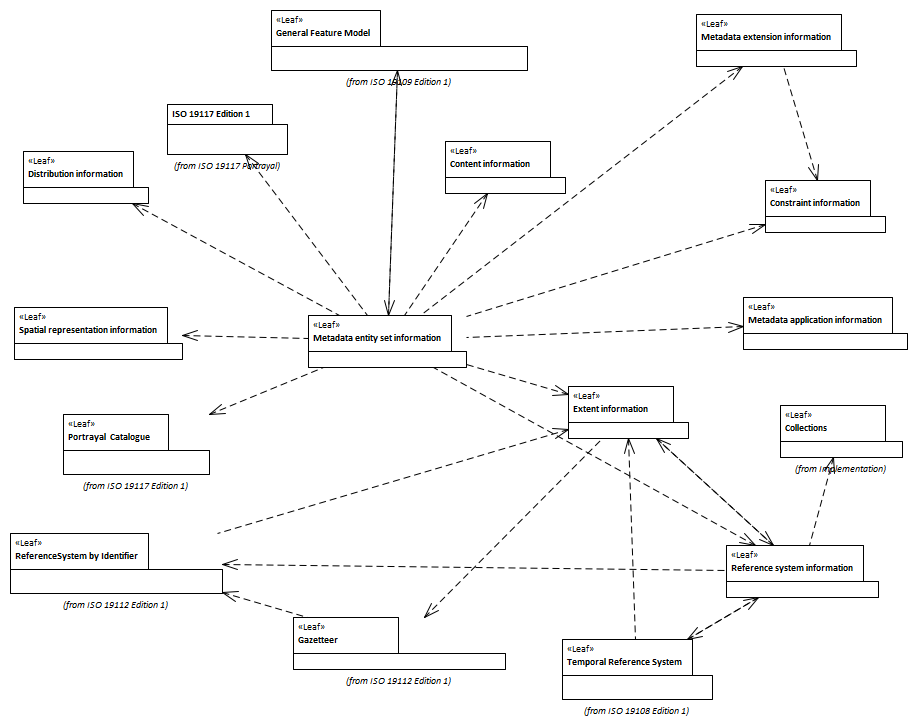 «Leaf»
General Feature Model
(from ISO 19109 Edition 1)
«Leaf»
Metadata extension information
ISO 19117 Edition 1
(from ISO 19117 Portrayal)
«Leaf»
Content information
«Leaf»
Distribution information
«Leaf»
Constraint information
«Leaf»
Spatial representation information
«Leaf»
Metadata entity set information
«Leaf»
Metadata application information
«Leaf»
Extent information
«Leaf»
Portrayal Catalogue
(from ISO 19117 Edition 1)
«Leaf»
Collections
(from Implementation)
«Leaf»
ReferenceSystem by Identifier
(from ISO 19112 Edition 1)
«Leaf»
Reference system information
«Leaf»
Gazetteer
(from ISO 19112 Edition 1)
«Leaf»
Temporal Reference System
(from ISO 19108 Edition 1)